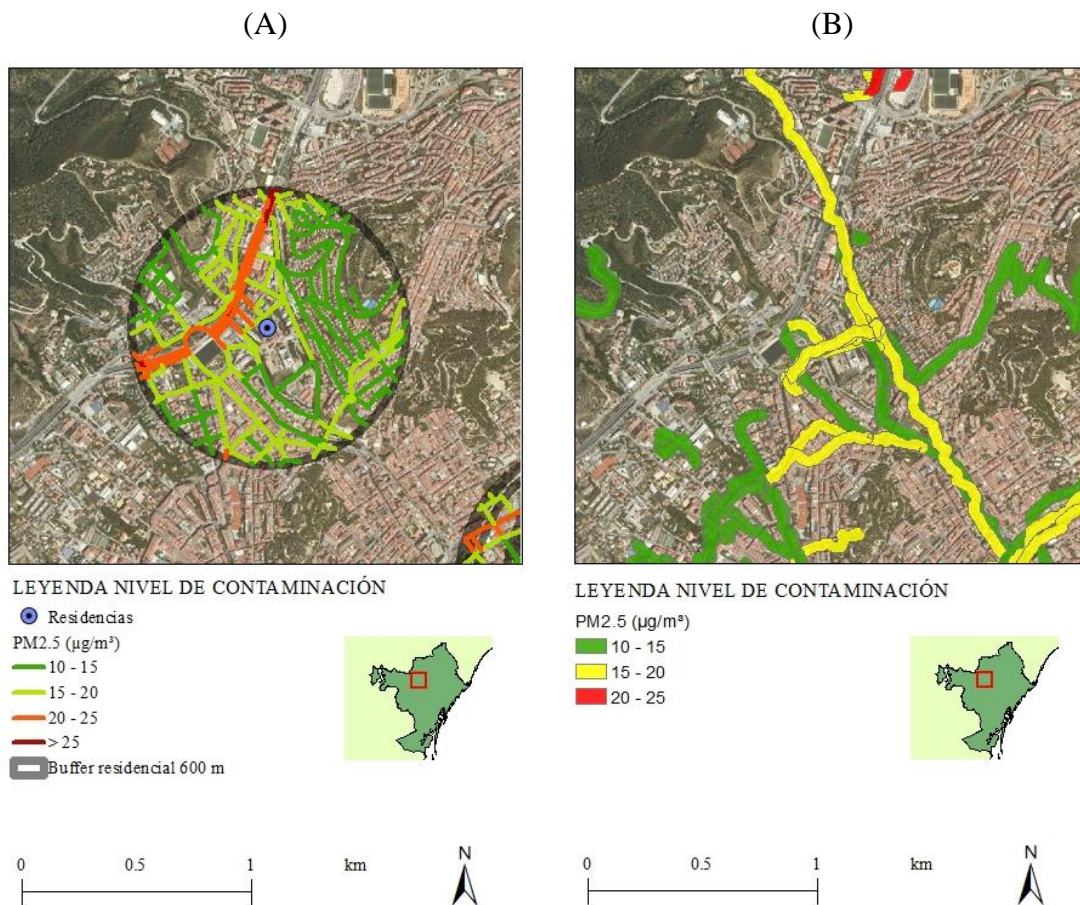 (A)
(B)
LEYENDA NIVEL DE CONTAMINACIÓN
Residencias
PM2.5 (µg/m³)
10 - 15
15 - 20
20 - 25
> 25
Buffer residencial 600 m
0 0.5 1 km
N
LEYENDA NIVEL DE CONTAMINACIÓN
PM2.5 (µg/m³)
10 - 15
15 - 20
20 - 25
0 0.5 1 km
N